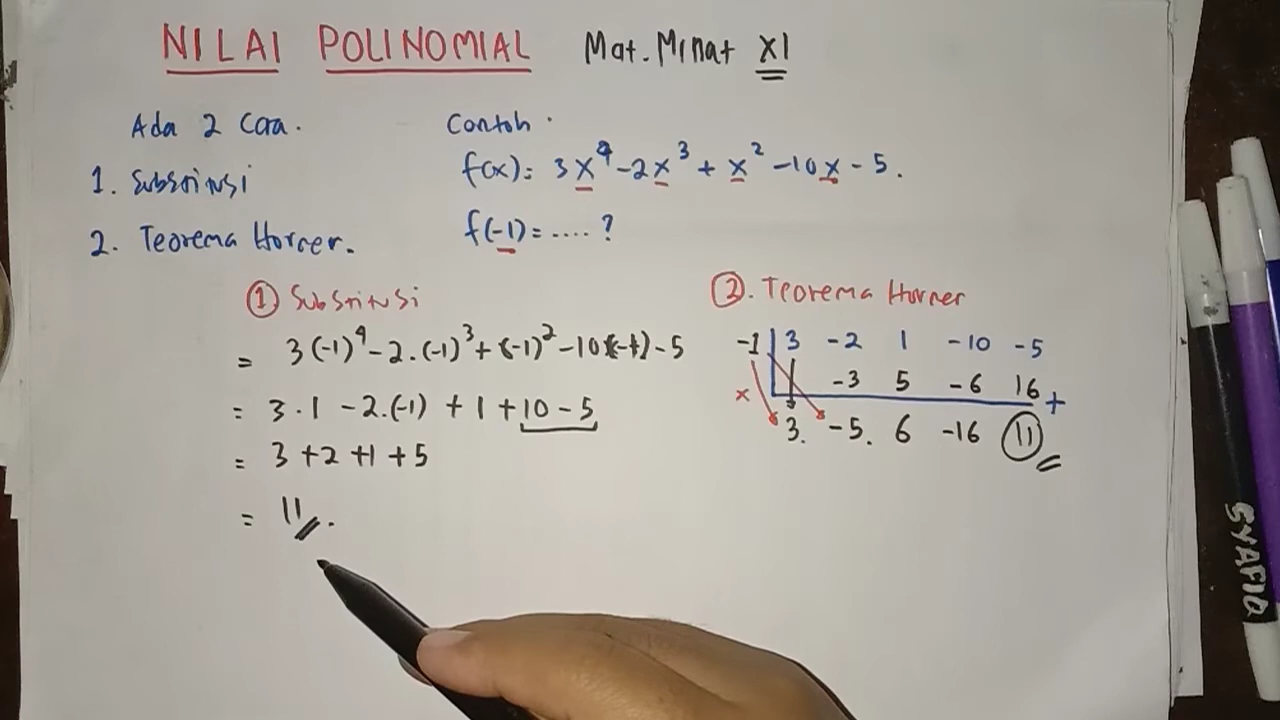 NILAI POLINOMIAL Mat. Minat XI
Ada 2 Cara.
1. Substitusi
2. Teorema Horner.
Contoh.
f(x) = 3x⁴ - 2x³ + x² - 10x - 5.
f(-1) = .... ?
① Substitusi
= 3(-1)⁴ - 2.(-1)³ + (-1)² - 10(-1) - 5
= 3.1 - 2.(-1) + 1 + 10 - 5
= 3 + 2 + 1 + 5
= 11.
②. Teorema Horner
-1 3 -2 1 -10 -5
-3 5 -6 16 +
x 3. -5. 6 -16 11
SYAFIQ